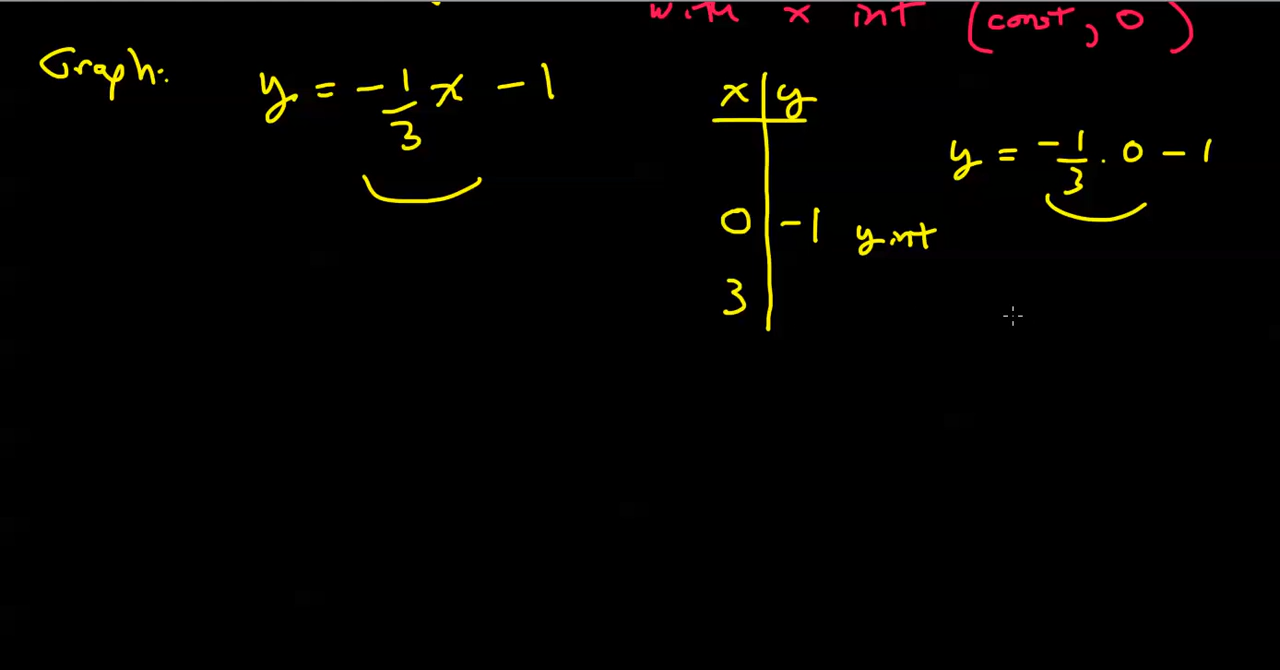 with x int (const, 0)
Graph: y = -1/3 x - 1
x | y
y = -1/3 · 0 - 1
0 | -1 y int
3